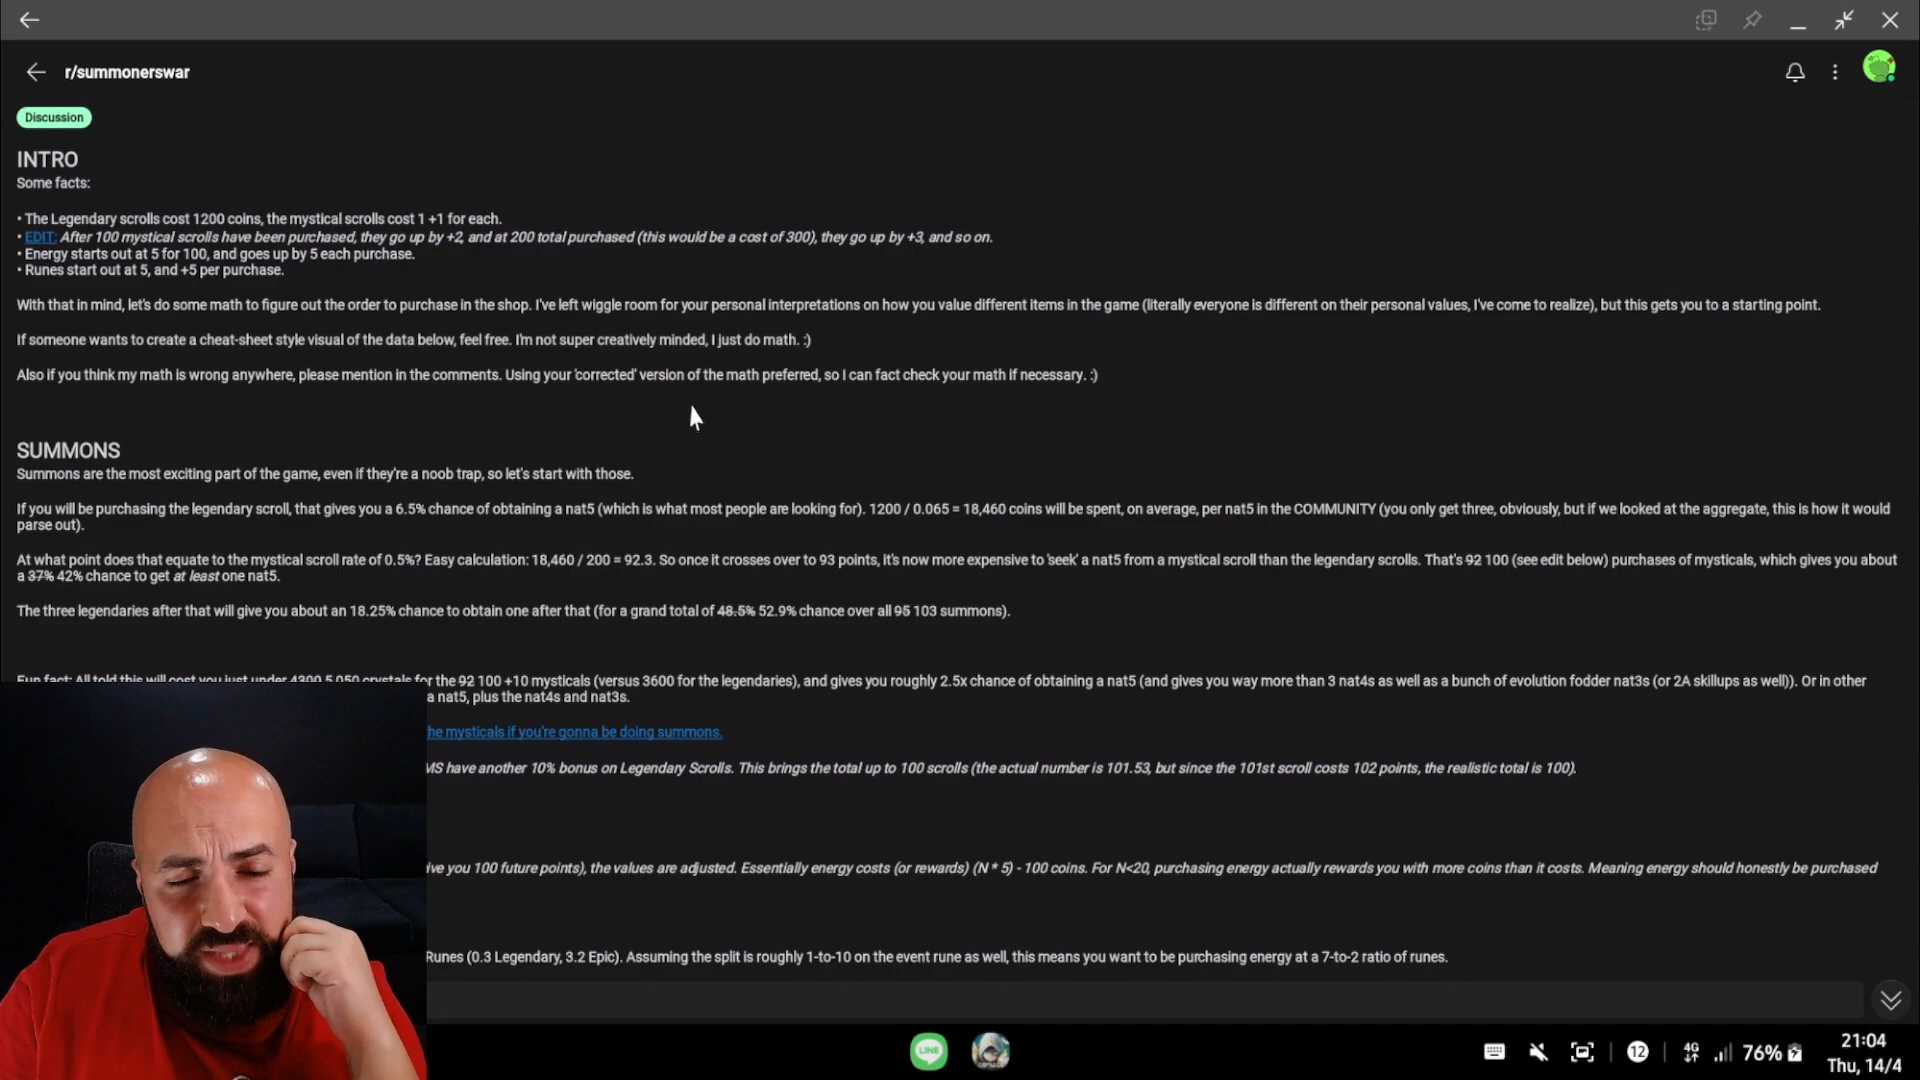 r/summonerswar
Discussion
INTRO
Some facts:
• The Legendary scrolls cost 1200 coins, the mystical scrolls cost 1 +1 for each.
• EDIT: After 100 mystical scrolls have been purchased, they go up by +2, and at 200 total purchased (this would be a cost of 300), they go up by +3, and so on.
• Energy starts out at 5 for 100, and goes up by 5 each purchase.
• Runes start out at 5, and +5 per purchase.
With that in mind, let's do some math to figure out the order to purchase in the shop. I've left wiggle room for your personal interpretations on how you value different items in the game (literally everyone is different on their personal values, I've come to realize), but this gets you to a starting point.
If someone wants to create a cheat-sheet style visual of the data below, feel free. I'm not super creatively minded, I just do math. :)
Also if you think my math is wrong anywhere, please mention in the comments. Using your 'corrected' version of the math preferred, so I can fact check your math if necessary. :)
SUMMONS
Summons are the most exciting part of the game, even if they're a noob trap, so let's start with those.
If you will be purchasing the legendary scroll, that gives you a 6.5% chance of obtaining a nat5 (which is what most people are looking for). 1200 / 0.065 = 18,460 coins will be spent, on average, per nat5 in the COMMUNITY (you only get three, obviously, but if we looked at the aggregate, this is how it would
parse out).
At what point does that equate to the mystical scroll rate of 0.5%? Easy calculation: 18,460 / 200 = 92.3. So once it crosses over to 93 points, it's now more expensive to 'seek' a nat5 from a mystical scroll than the legendary scrolls. That's 92 100 (see edit below) purchases of mysticals, which gives you about
a 37% 42% chance to get at least one nat5.
The three legendaries after that will give you about an 18.25% chance to obtain one after that (for a grand total of 48.5% 52.9% chance over all 95 103 summons).
Fun fact: All told this will cost you just under 4300 5,050 crystals for the 92 100 +10 mysticals (versus 3600 for the legendaries), and gives you roughly 2.5x chance of obtaining a nat5 (and gives you way more than 3 nat4s as well as a bunch of evolution fodder nat3s (or 2A skillups as well)). Or in other
a nat5, plus the nat4s and nat3s.
he mysticals if you're gonna be doing summons.
MS have another 10% bonus on Legendary Scrolls. This brings the total up to 100 scrolls (the actual number is 101.53, but since the 101st scroll costs 102 points, the realistic total is 100).
ive you 100 future points), the values are adjusted. Essentially energy costs (or rewards) (N * 5) - 100 coins. For N<20, purchasing energy actually rewards you with more coins than it costs. Meaning energy should honestly be purchased
Runes (0.3 Legendary, 3.2 Epic). Assuming the split is roughly 1-to-10 on the event rune as well, this means you want to be purchasing energy at a 7-to-2 ratio of runes.
LINE
12
4G
76%
21:04
Thu, 14/4